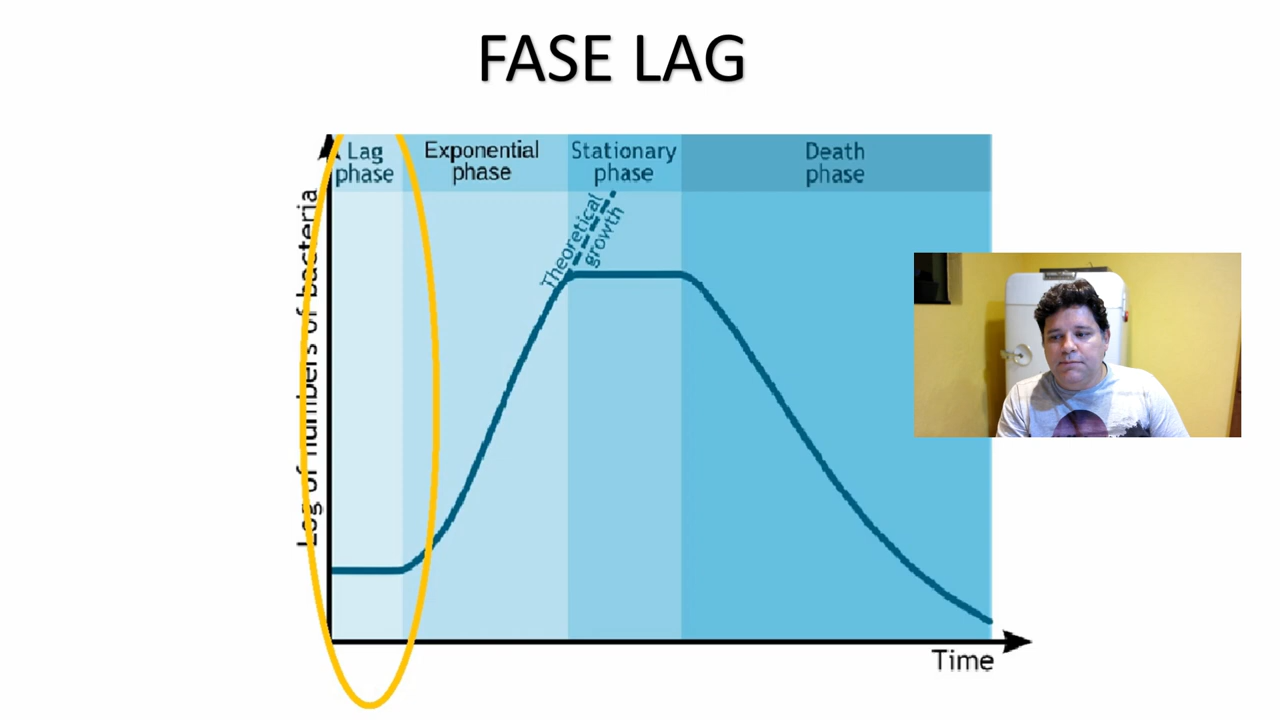 FASE LAG
Lag
phase
Exponential
phase
Stationary
phase
Death
phase
Theoretical
growth
Log of numbers of bacteria
Time